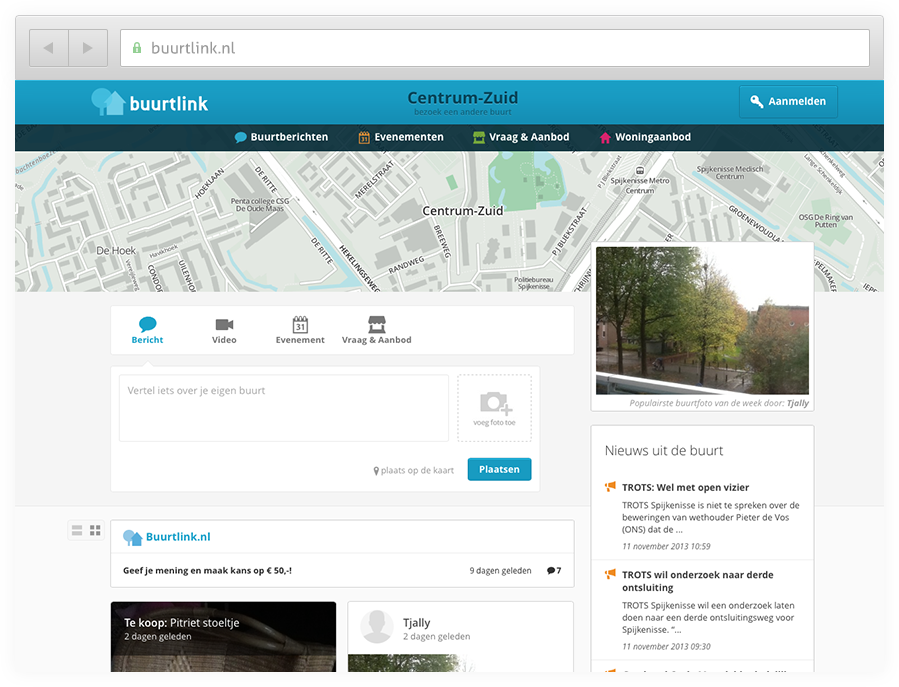 buurtlink.nl
buurtlink
Centrum-Zuid
bezoek een andere buurt
Aanmelden
Buurtberichten
Evenementen
Vraag & Aanbod
Woningaanbod
HOEKLAAN
DE RITTE
MERELSTRAAT
Penta college CSG
De Oude Maas
Centrum-Zuid
Spijkenisse Metro
Centrum
Spijkenisse Medisch
Centrum
GROENEWOUDLA
OSG De Ring van
Putten
De Hoek
Havikhoek
CONDO
UILENHO
DE RITTE
HEKELINGSEWEG
RANDWEG
BREEWEG
P.J.BLIEKSTRAAT
P.J.BLIEKSTRAAT
Politiebureau
Spijkenisse
Populairste buurtfoto van de week door: Tjally
Bericht
Video
31
Evenement
Vraag & Aanbod
Vertel iets over je eigen buurt
voeg foto toe
plaats op de kaart
Plaatsen
Nieuws uit de buurt
TROTS: Wel met open vizier
TROTS Spijkenisse is niet te spreken over de
beweringen van wethouder Pieter de Vos
(ONS) dat de ...
11 november 2013 10:59
TROTS wil onderzoek naar derde
ontsluiting
TROTS Spijkenisse wil een onderzoek laten
doen naar een derde ontsluitingsweg voor
Spijkenisse. “...
11 november 2013 09:30
Buurtlink.nl
Geef je mening en maak kans op € 50,-!
9 dagen geleden
7
Te koop: Pitriet stoeltje
2 dagen geleden
Tjally
2 dagen geleden